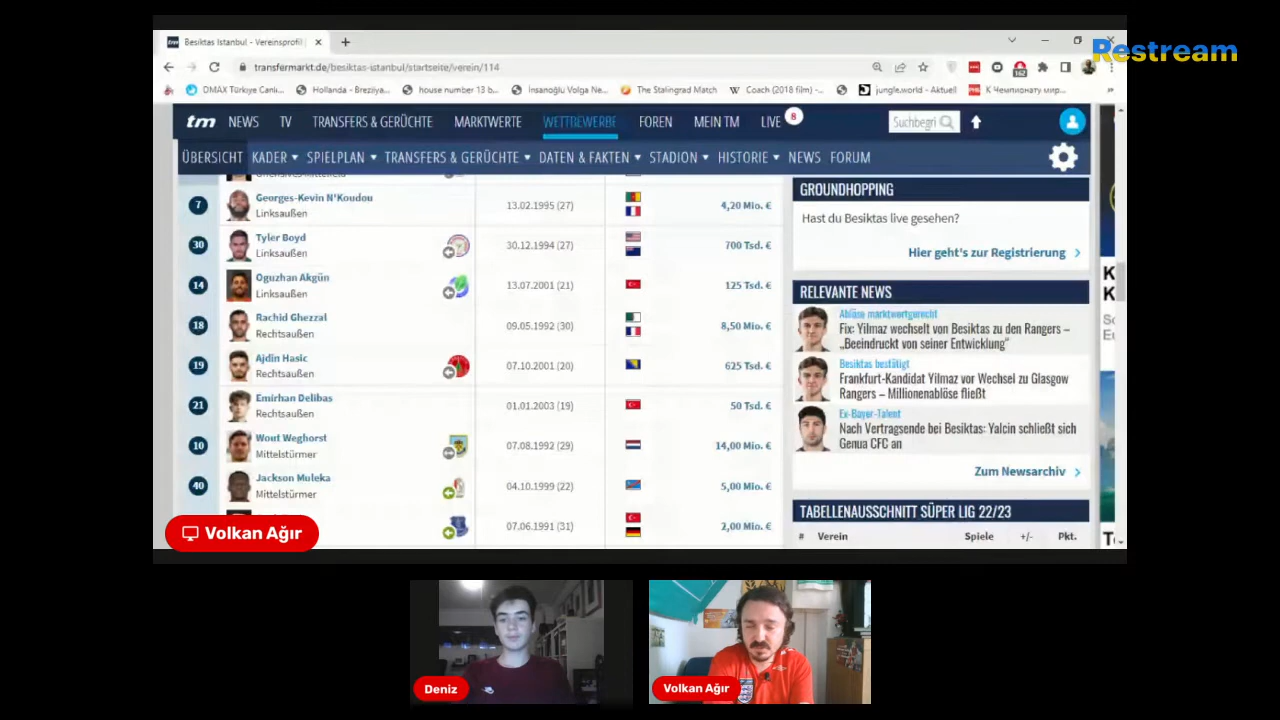 Restream
Besiktas Istanbul - Vereinsprofil
transfermarkt.de/besiktas-istanbul/startseite/verein/114
162
DMAX Türkiye Canlı...
Hollanda - Breziliya...
house number 13 b...
İnsanoğlu Volga Ne...
The Stalingrad Match
Coach (2018 film) -...
jungle.world - Aktuell
К Чемпионату мир...
tm NEWS TV TRANSFERS & GERÜCHTE MARKTWERTE WETTBEWERBE FOREN MEIN TM LIVE 8 Suchbegri
ÜBERSICHT KADER SPIELPLAN TRANSFERS & GERÜCHTE DATEN & FAKTEN STADION HISTORIE NEWS FORUM
Offensives Mittelfeld
7 Georges-Kevin N'Koudou 13.02.1995 (27) 4,20 Mio. €
Linksaußen
30 Tyler Boyd 30.12.1994 (27) 700 Tsd. €
Linksaußen
14 Oguzhan Akgün 13.07.2001 (21) 125 Tsd. €
Linksaußen
18 Rachid Ghezzal 09.05.1992 (30) 8,50 Mio. €
Rechtsaußen
19 Ajdin Hasic 07.10.2001 (20) 625 Tsd. €
Rechtsaußen
21 Emirhan Delibas 01.01.2003 (19) 50 Tsd. €
Rechtsaußen
10 Wout Weghorst 07.08.1992 (29) 14,00 Mio. €
Mittelstürmer
40 Jackson Muleka 04.10.1999 (22) 5,00 Mio. €
Mittelstürmer
07.06.1991 (31) 2,00 Mio. €
GROUNDHOPPING
Hast du Besiktas live gesehen?
Hier geht's zur Registrierung
RELEVANTE NEWS
Ablöse marktwertgerecht
Fix: Yilmaz wechselt von Besiktas zu den Rangers –
„Beeindruckt von seiner Entwicklung"
Besiktas bestätigt
Frankfurt-Kandidat Yilmaz vor Wechsel zu Glasgow
Rangers – Millionenablöse fließt
Ex-Bayer-Talent
Nach Vertragsende bei Besiktas: Yalcin schließt sich
Genua CFC an
Zum Newsarchiv
TABELLENAUSSCHNITT SÜPER LIG 22/23
# Verein Spiele +/- Pkt.
Volkan Ağır
Deniz
Volkan Ağır